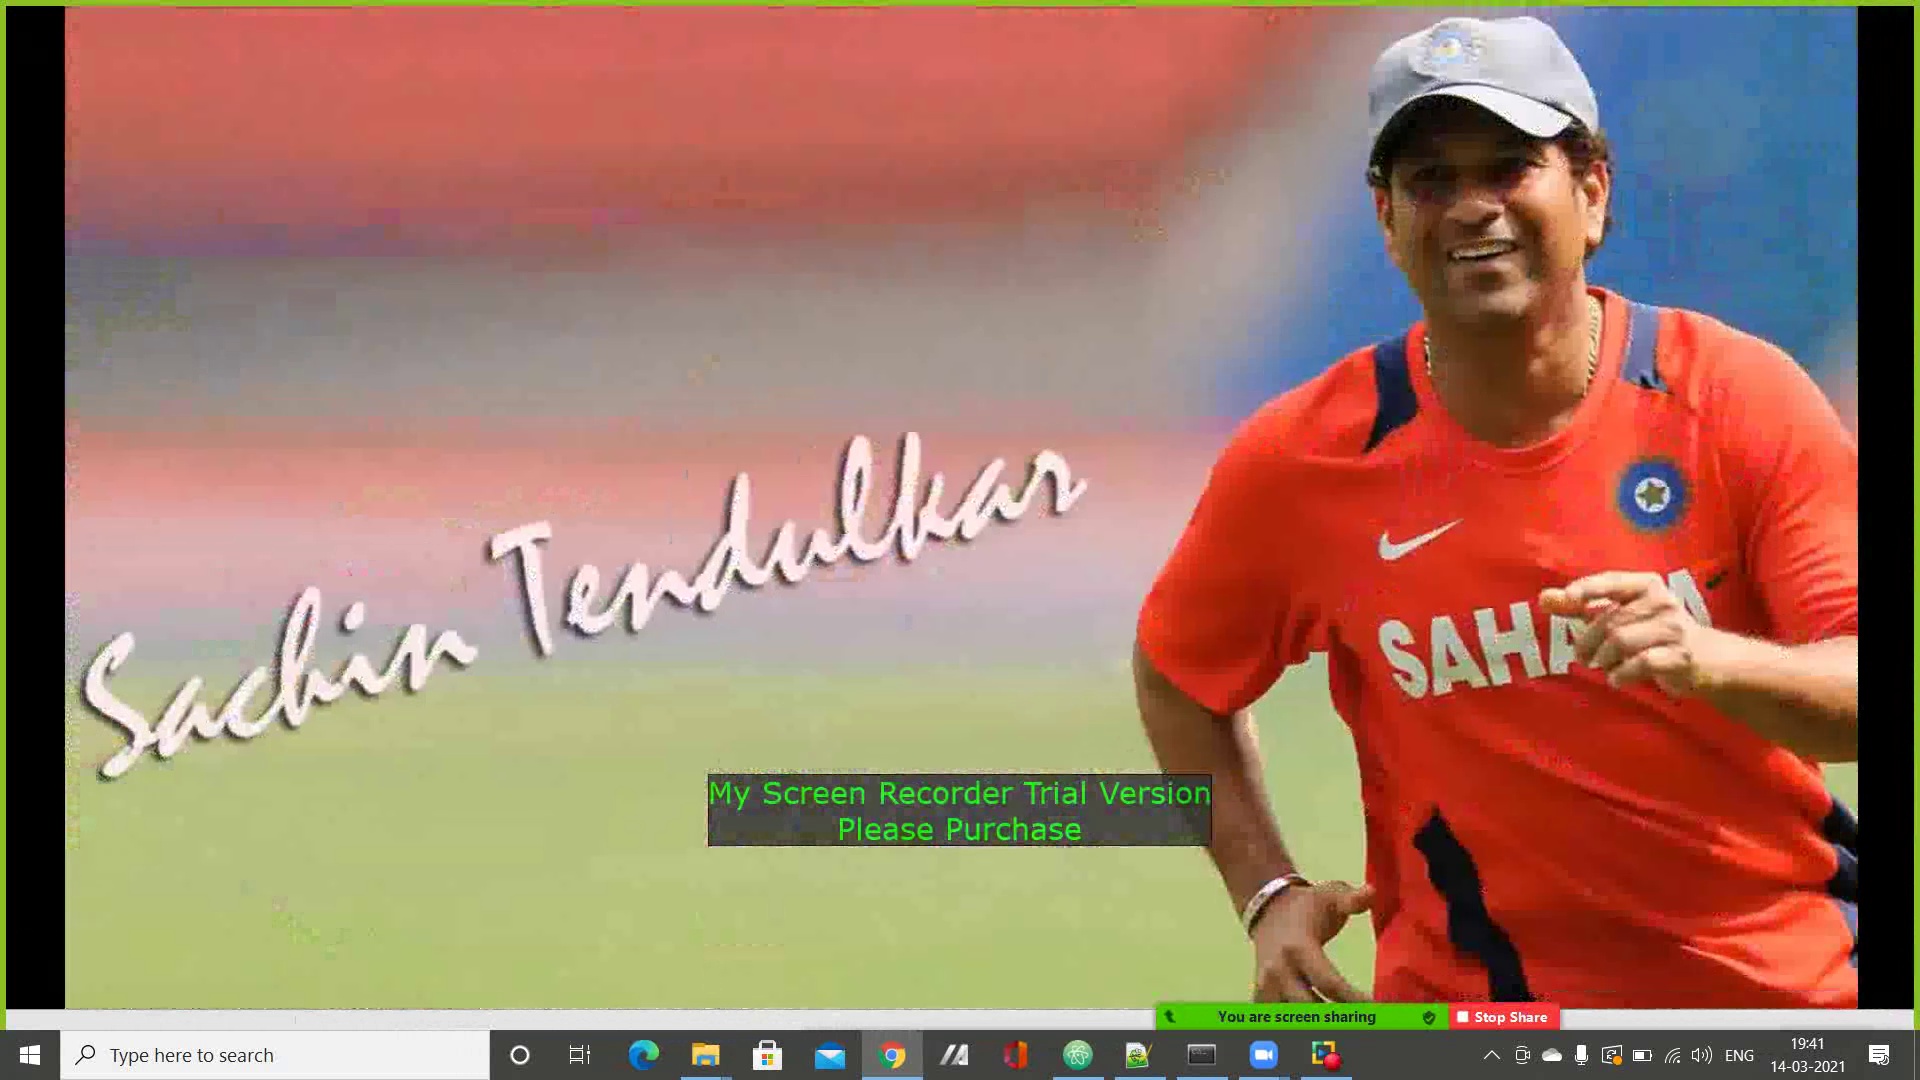 Sachin Tendulkar
SAHA
My Screen Recorder Trial Version
Please Purchase
You are screen sharing
Stop Share
Type here to search
ENG
19:41
14-03-2021